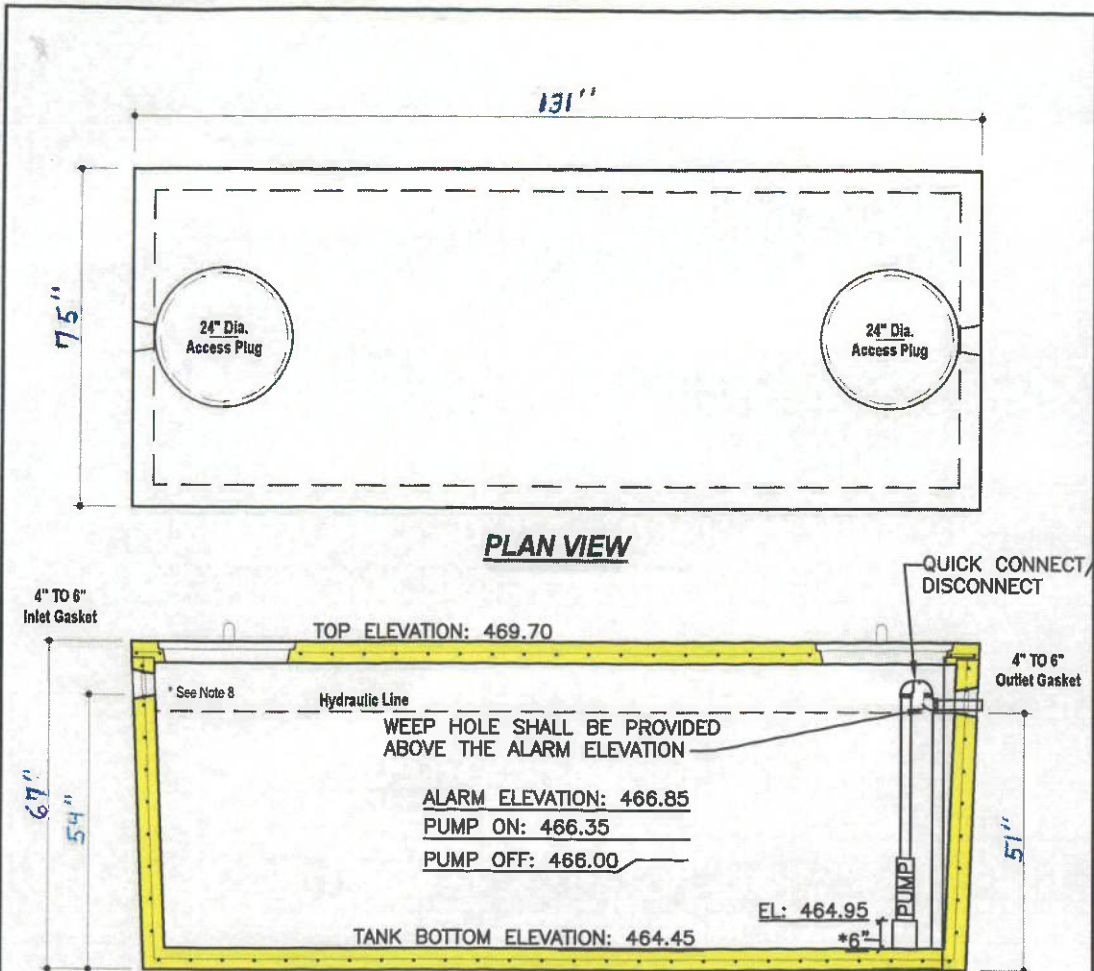 131''
75''
24" Dia.
Access Plug
24" Dia.
Access Plug
PLAN VIEW
QUICK CONNECT/
DISCONNECT
4" TO 6"
Inlet Gasket
TOP ELEVATION: 469.70
4" TO 6"
Outlet Gasket
* See Note 8
Hydraulic Line
WEEP HOLE SHALL BE PROVIDED
ABOVE THE ALARM ELEVATION
67''
54''
ALARM ELEVATION: 466.85
PUMP ON: 466.35
PUMP OFF: 466.00
51''
PUMP
EL: 464.95
*6"
TANK BOTTOM ELEVATION: 464.45